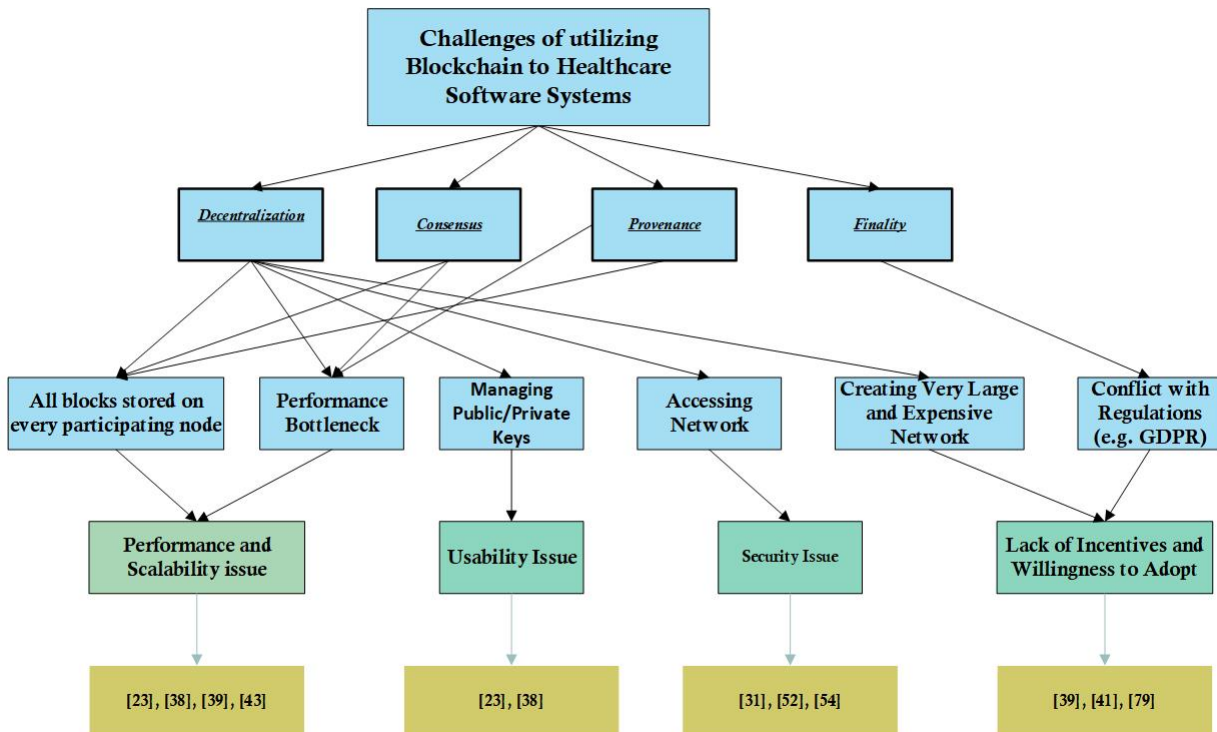 Challenges of utilizing
Blockchain to Healthcare
Software Systems
Decentralization
Consensus
Provenance
Finality
All blocks stored on
every participating node
Performance
Bottleneck
Managing
Public/Private
Keys
Accessing
Network
Creating Very Large
and Expensive
Network
Conflict with
Regulations
(e.g. GDPR)
Performance and
Scalability issue
Usability Issue
Security Issue
Lack of Incentives and
Willingness to Adopt
[23], [38], [39], [43]
[23], [38]
[31], [52], [54]
[39], [41], [79]